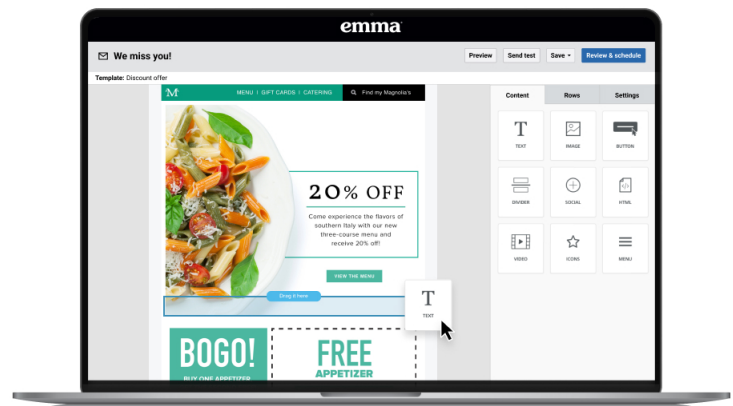 emma
We miss you!
Preview
Send test
Save
Review & schedule
Template: Discount offer
M
MENU | GIFT CARDS | CATERING
Find my Magnolia's
Content
Rows
Settings
TEXT
IMAGE
BUTTON
20% OFF
Come experience the flavors of
southern Italy with our new
three-course menu and
receive 20% off!
DIVIDER
SOCIAL
HTML
VIEW THE MENU
VIDEO
ICONS
MENU
Drag it here
T
TEXT
BOGO!
BUY ONE APPETIZER
FREE
APPETIZER